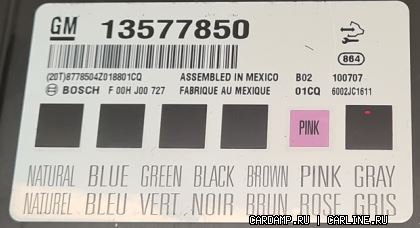 GM 13577850
864
(20T)8778504Z018801CQ ASSEMBLED IN MEXICO B02 100707
BOSCH F 00H J00 727 FABRIQUE AU MEXIQUE 01CQ 6002JC1611
PINK
NATURAL BLUE GREEN BLACK BROWN PINK GRAY
NATUREL BLEU VERT NOIR BRUN ROSE GRIS
CARDAMP.RU | CARLINE.RU